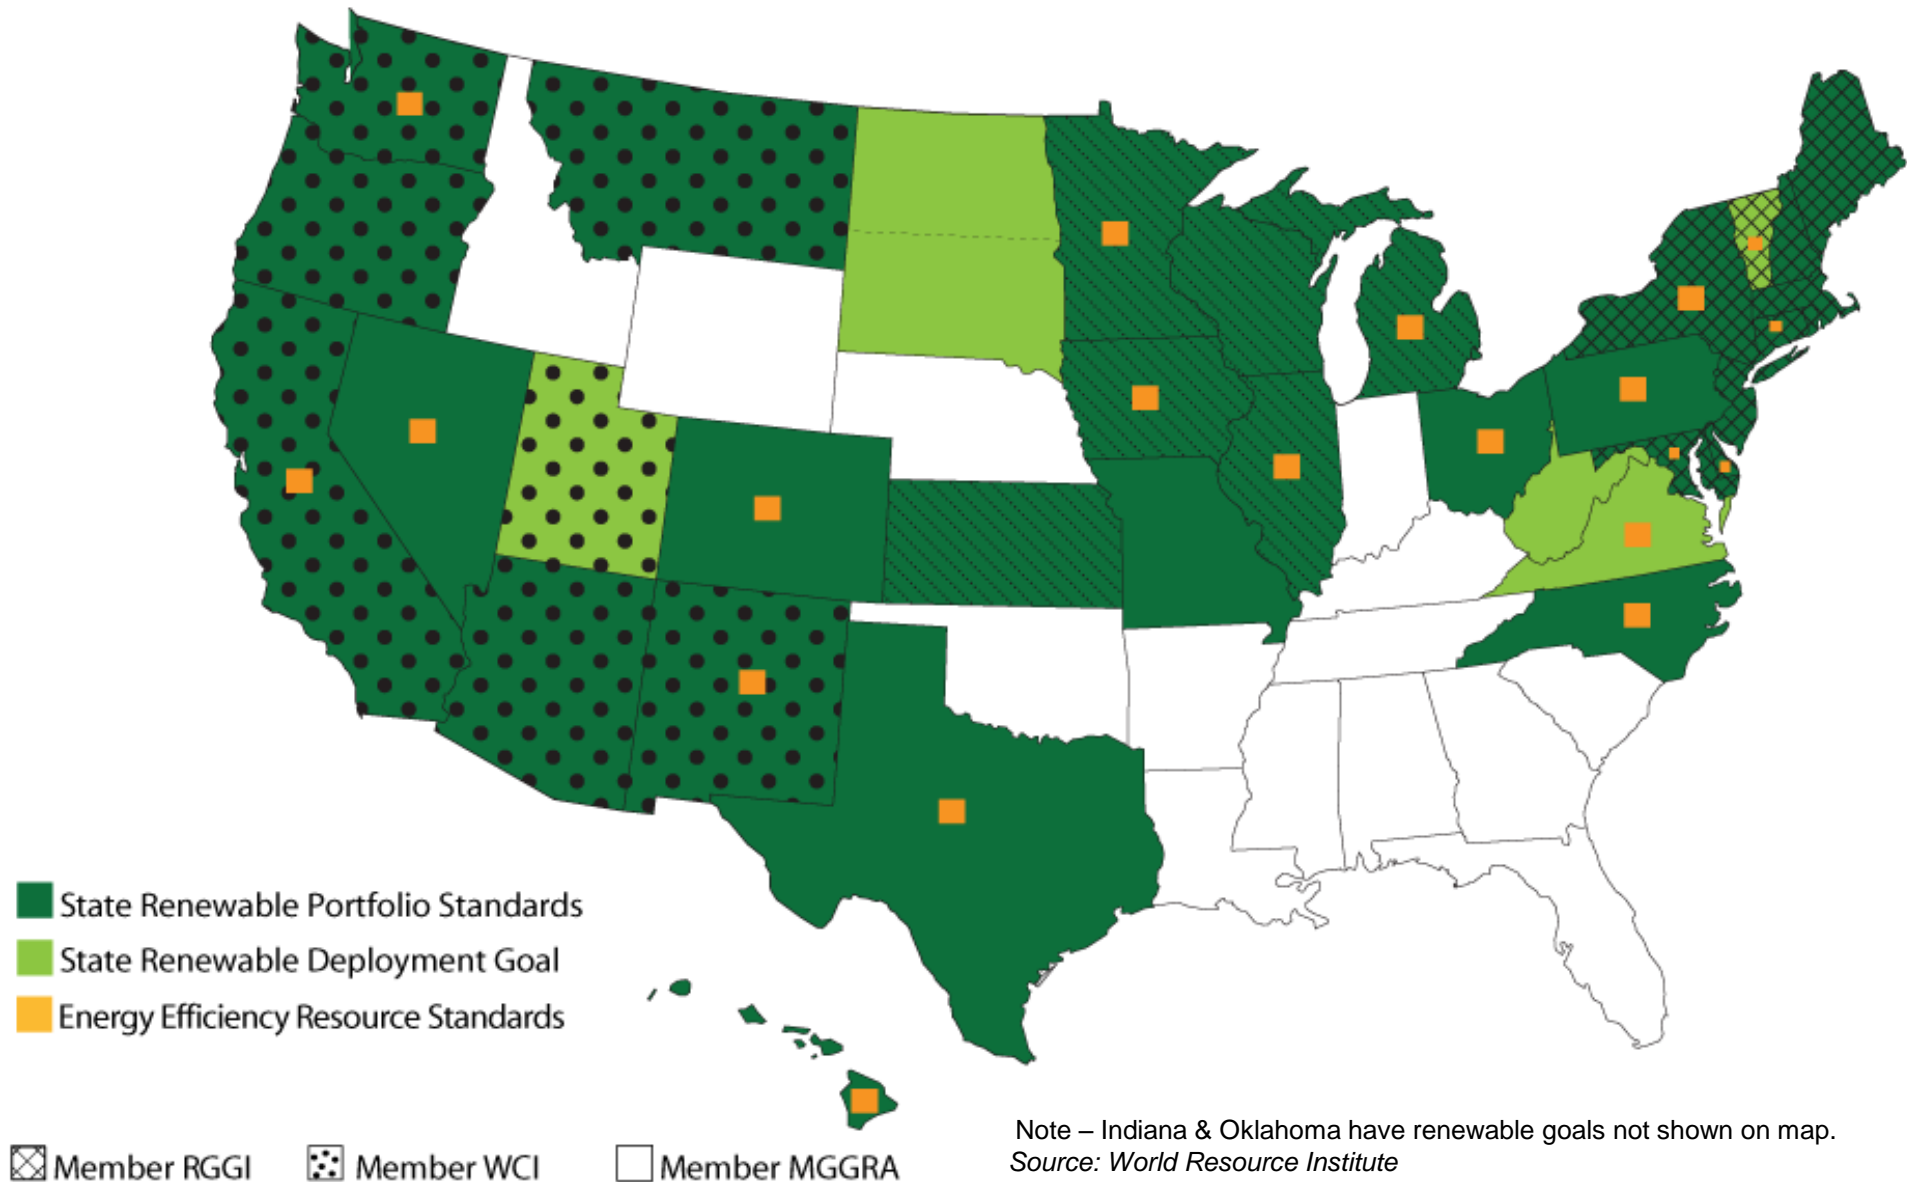 State Renewable Portfolio Standards
State Renewable Deployment Goal
Energy Efficiency Resource Standards
Member RGGI
Member WCI
Member MGGRA
Note – Indiana & Oklahoma have renewable goals not shown on map.
Source: World Resource Institute